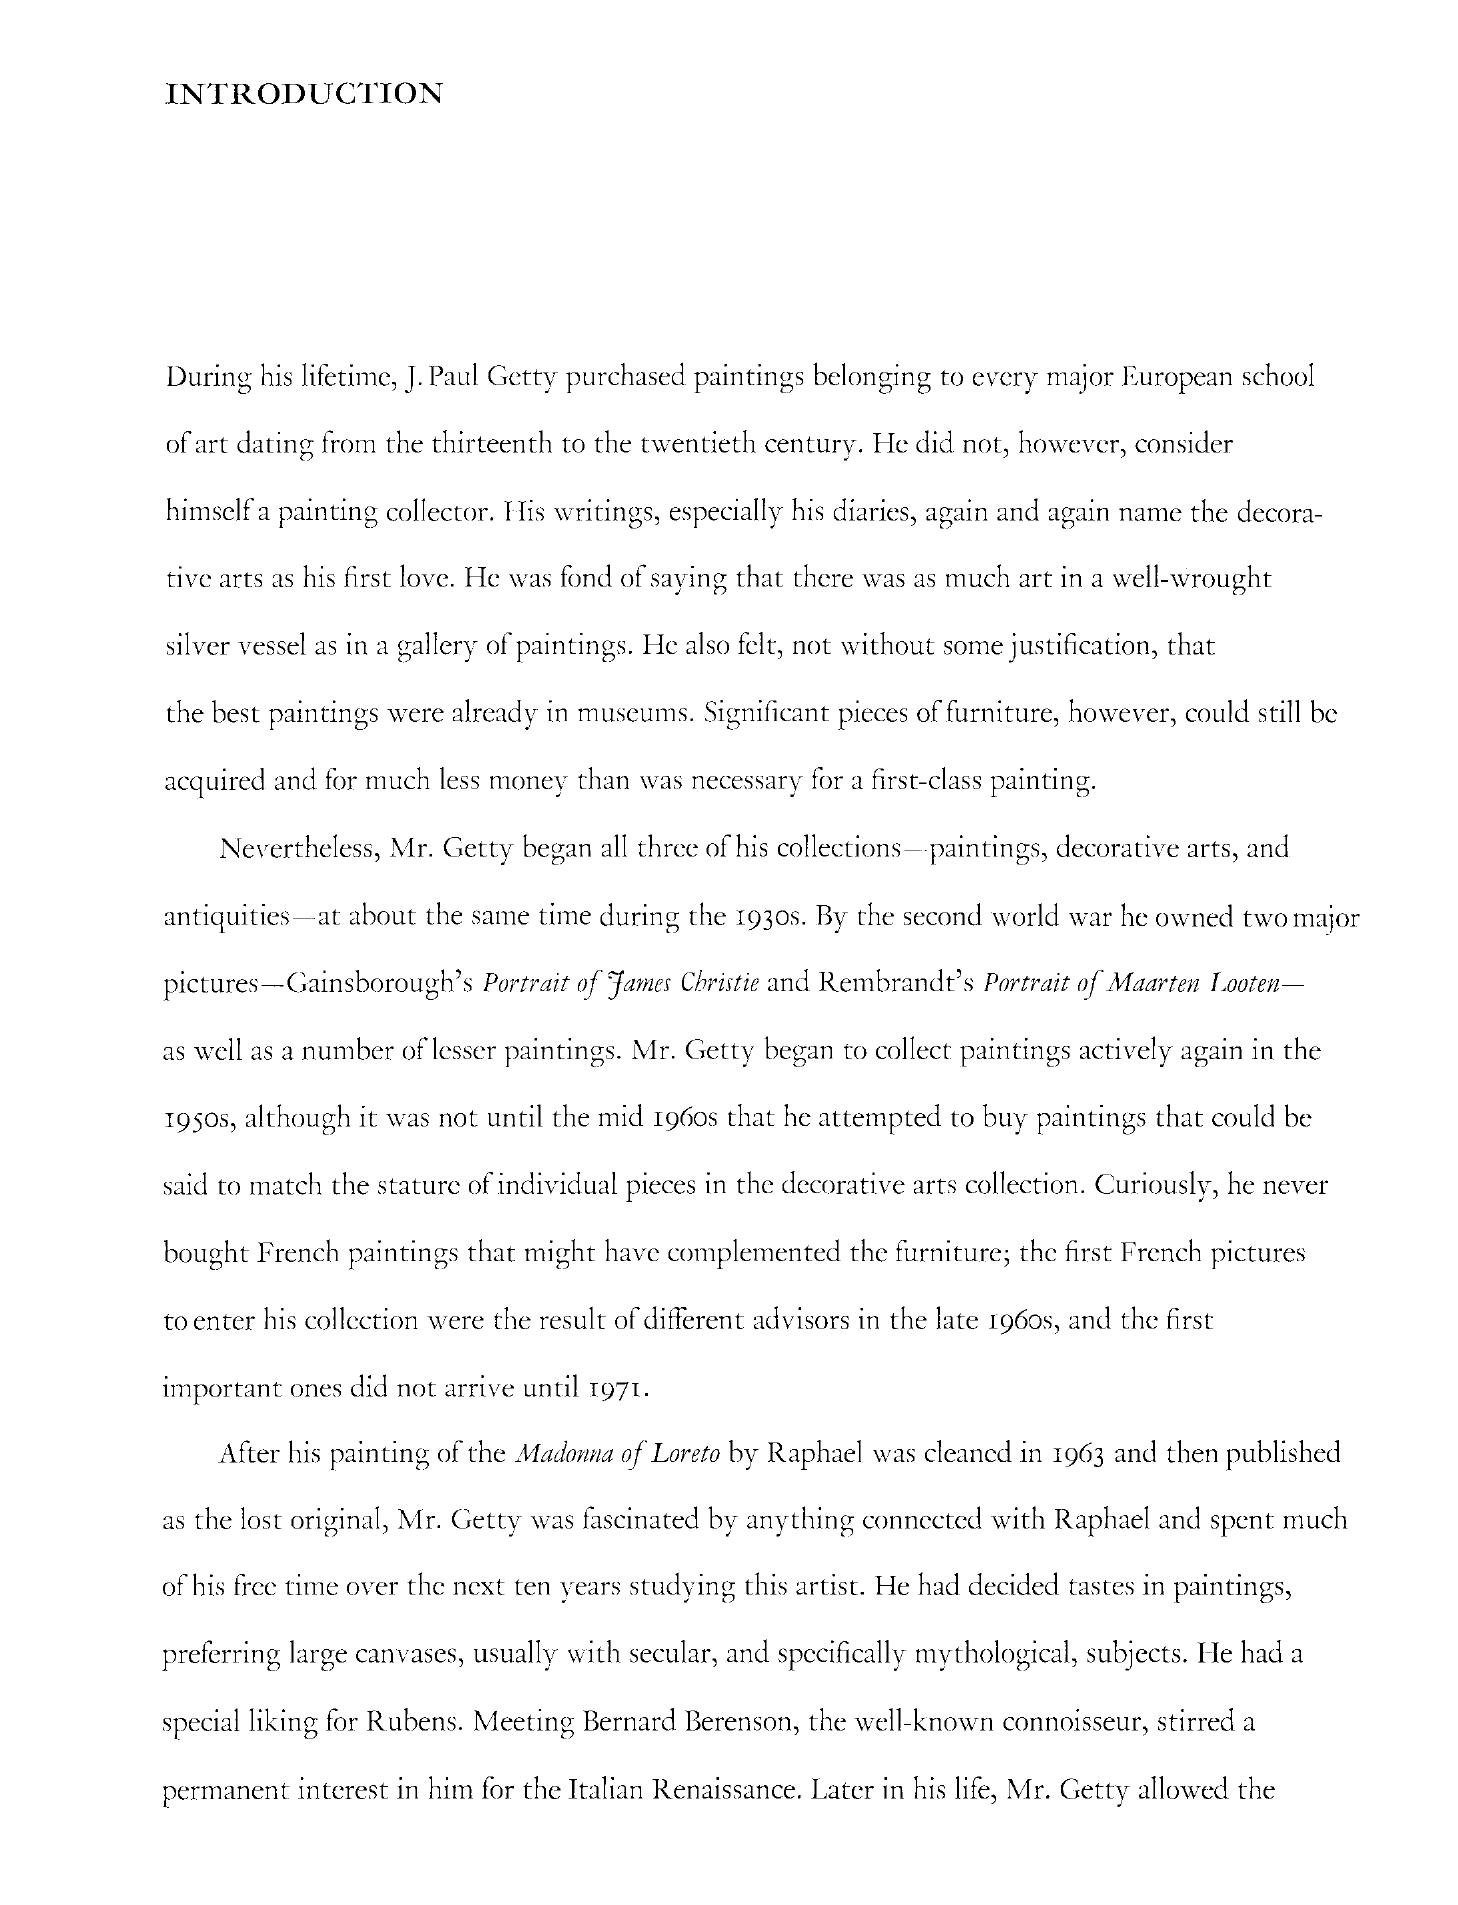 INTRODUCTION
During his lifetime, J. Paul Getty purchased paintings belonging to every major European school
of art dating from the thirteenth to the twentieth century. He did not, however, consider
himself a painting collector. His writings, especially his diaries, again and again name the decora-
tive arts as his first love. He was fond of saying that there was as much art in a well-wrought
silver vessel as in a gallery of paintings. He also felt, not without some justification, that
the best paintings were already in museums. Significant pieces of furniture, however, could still be
acquired and for much less money than was necessary for a first-class painting.
Nevertheless, Mr. Getty began all three of his collections—paintings, decorative arts, and
antiquities—at about the same time during the 1930s. By the second world war he owned two major
pictures—Gainsborough's Portrait of James Christie and Rembrandt's Portrait of Maarten Looten—
as well as a number of lesser paintings. Mr. Getty began to collect paintings actively again in the
1950s, although it was not until the mid 1960s that he attempted to buy paintings that could be
said to match the stature of individual pieces in the decorative arts collection. Curiously, he never
bought French paintings that might have complemented the furniture; the first French pictures
to enter his collection were the result of different advisors in the late 1960s, and the first
important ones did not arrive until 1971.
After his painting of the Madonna of Loreto by Raphael was cleaned in 1963 and then published
as the lost original, Mr. Getty was fascinated by anything connected with Raphael and spent much
of his free time over the next ten years studying this artist. He had decided tastes in paintings,
preferring large canvases, usually with secular, and specifically mythological, subjects. He had a
special liking for Rubens. Meeting Bernard Berenson, the well-known connoisseur, stirred a
permanent interest in him for the Italian Renaissance. Later in his life, Mr. Getty allowed the